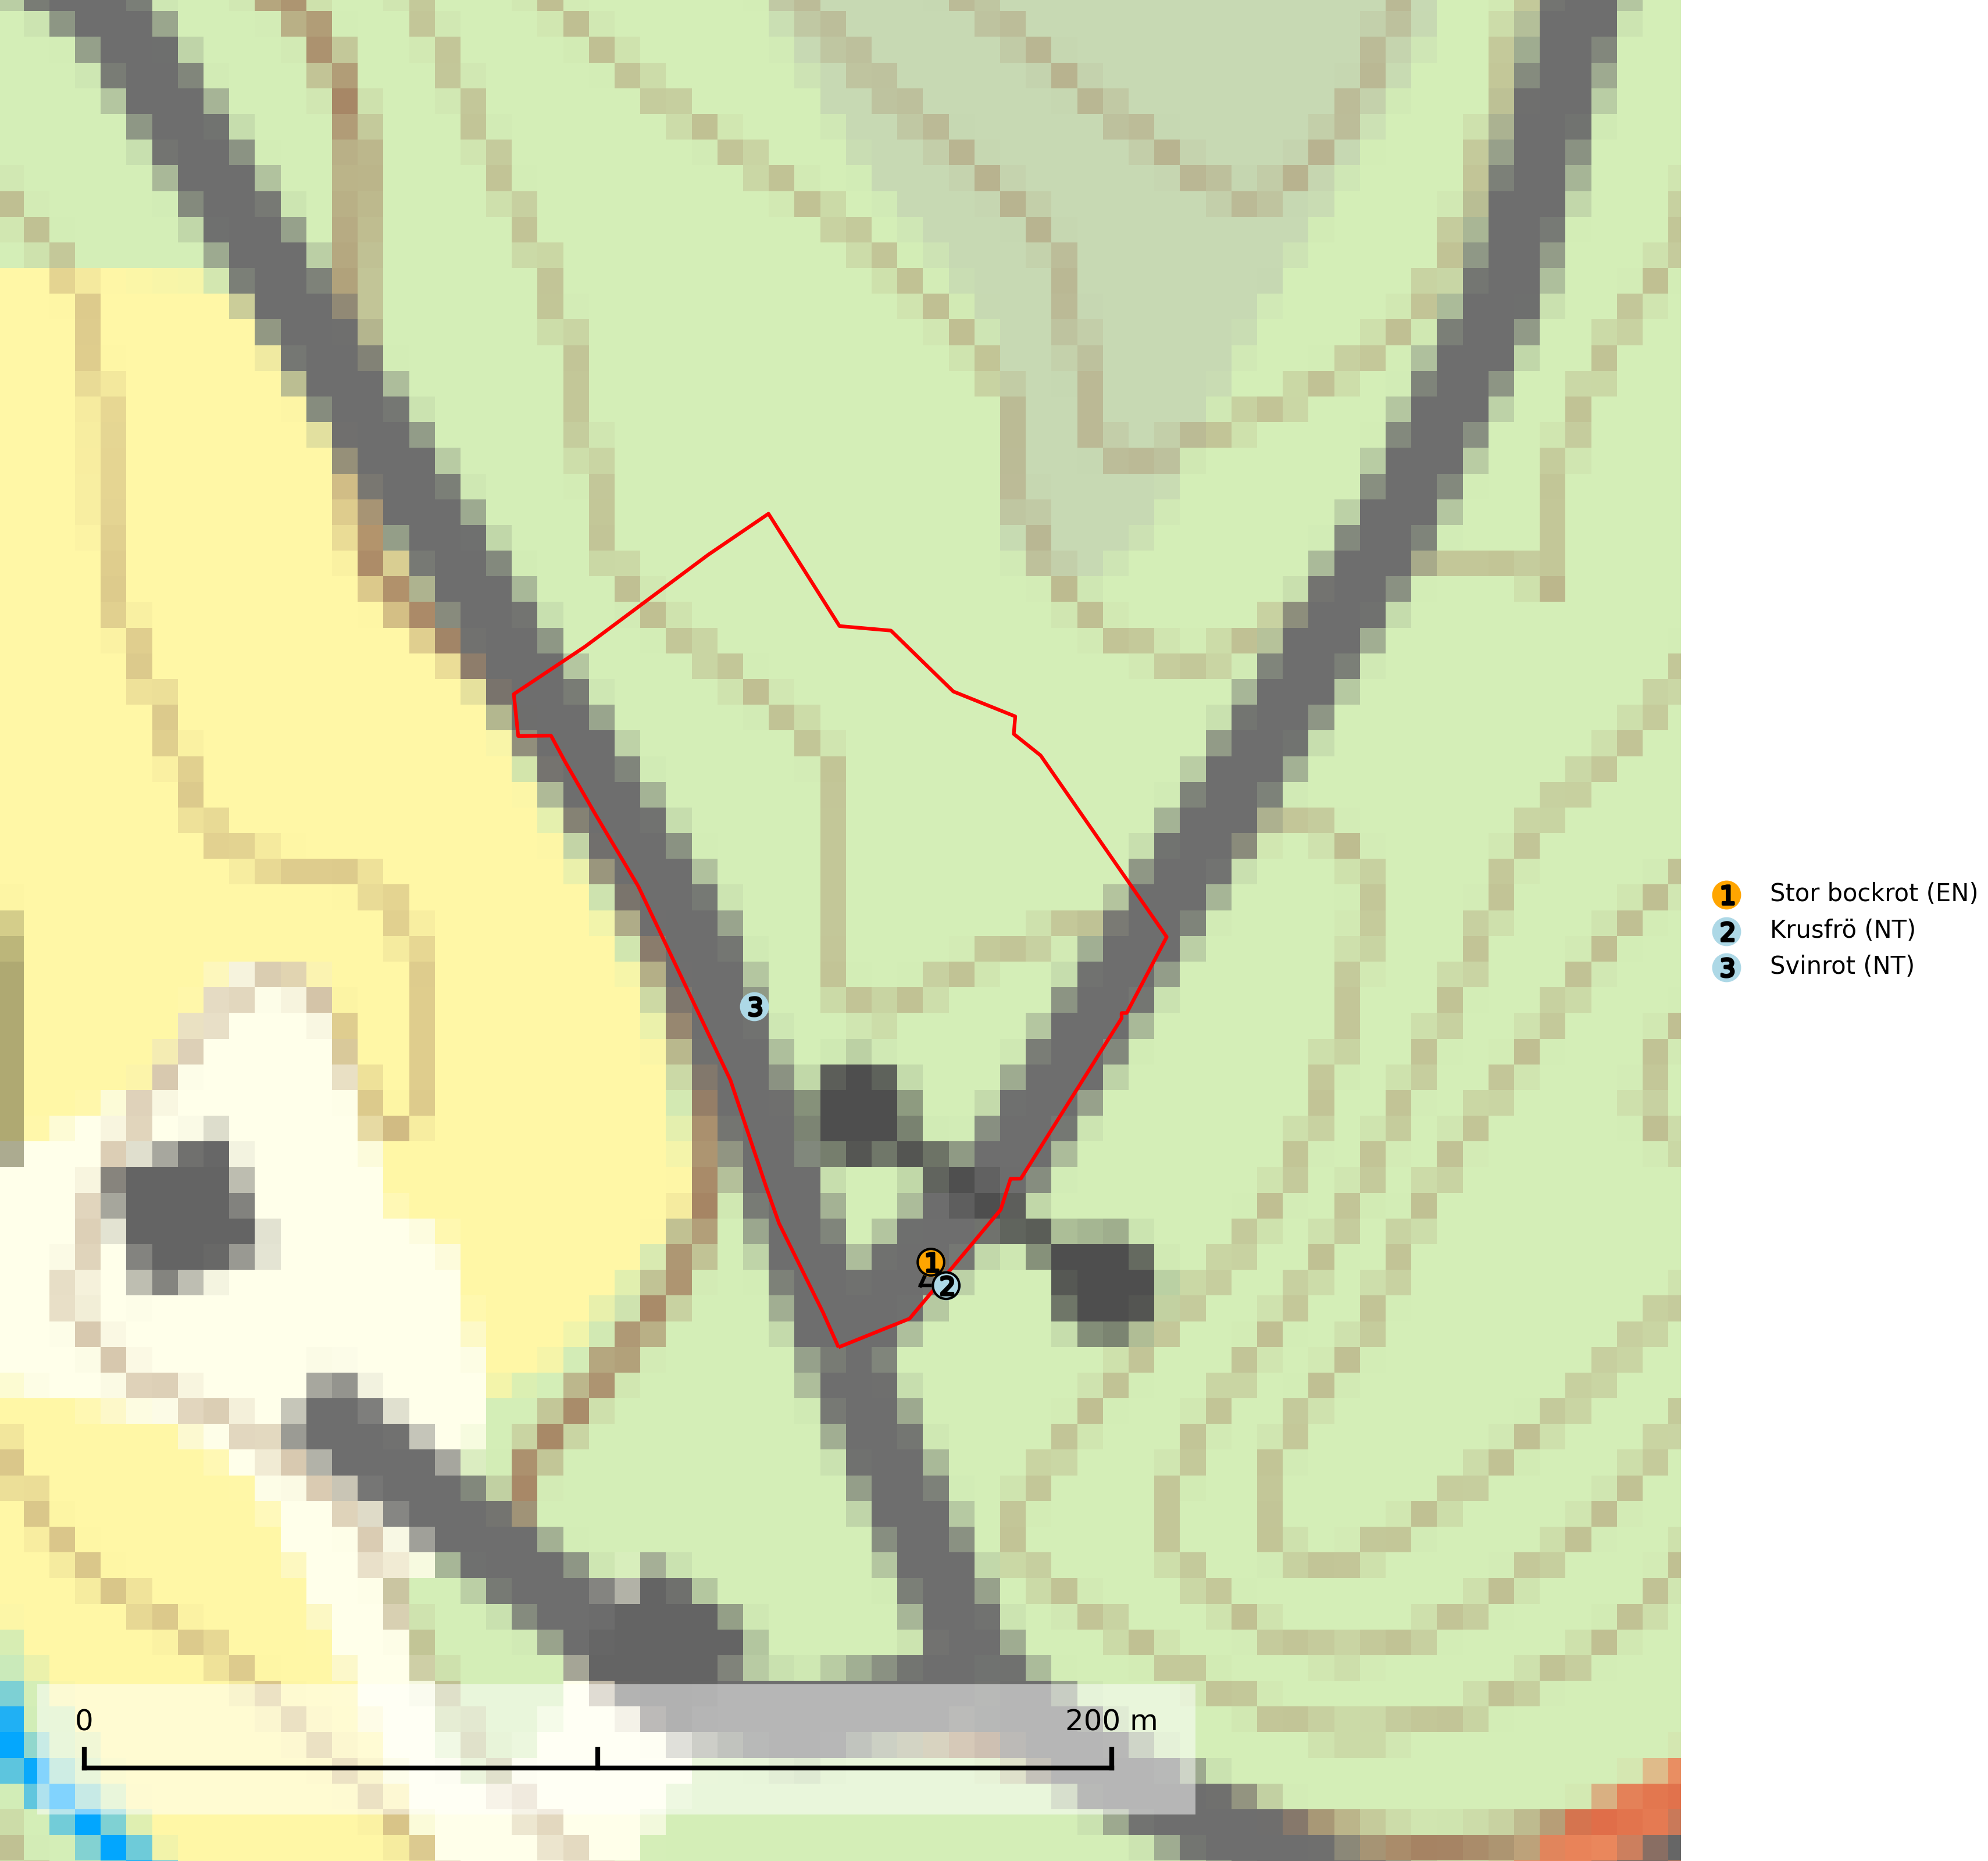 3
1
2
0
200 m
1 Stor bockrot (EN)
2 Krusfrö (NT)
3 Svinrot (NT)